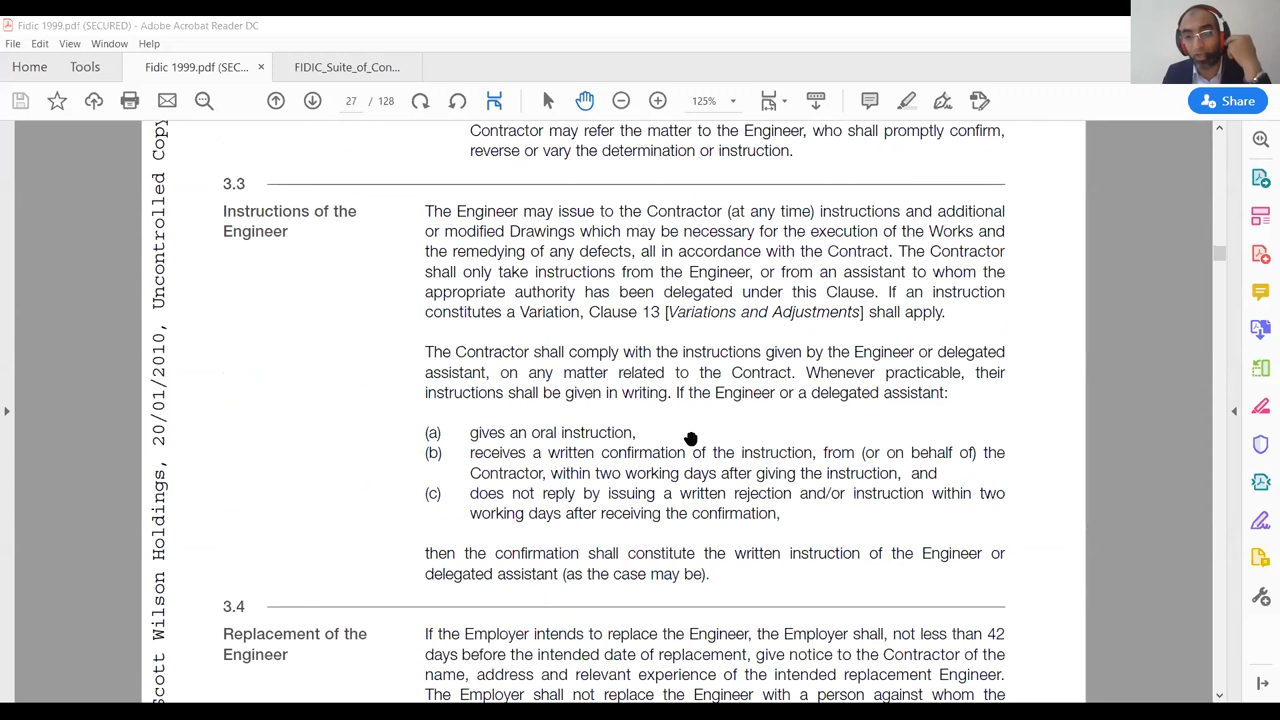 Fidic 1999.pdf (SECURED) - Adobe Acrobat Reader DC
File Edit View Window Help
Home Tools Fidic 1999.pdf (SEC... × FIDIC_Suite_of_Con...
27 / 128 125% Share
Contractor may refer the matter to the Engineer, who shall promptly confirm,
reverse or vary the determination or instruction.
3.3
Instructions of the
Engineer
The Engineer may issue to the Contractor (at any time) instructions and additional
or modified Drawings which may be necessary for the execution of the Works and
the remedying of any defects, all in accordance with the Contract. The Contractor
shall only take instructions from the Engineer, or from an assistant to whom the
appropriate authority has been delegated under this Clause. If an instruction
constitutes a Variation, Clause 13 [Variations and Adjustments] shall apply.
The Contractor shall comply with the instructions given by the Engineer or delegated
assistant, on any matter related to the Contract. Whenever practicable, their
instructions shall be given in writing. If the Engineer or a delegated assistant:
(a) gives an oral instruction,
(b) receives a written confirmation of the instruction, from (or on behalf of) the
Contractor, within two working days after giving the instruction, and
(c) does not reply by issuing a written rejection and/or instruction within two
working days after receiving the confirmation,
then the confirmation shall constitute the written instruction of the Engineer or
delegated assistant (as the case may be).
3.4
Replacement of the
Engineer
If the Employer intends to replace the Engineer, the Employer shall, not less than 42
days before the intended date of replacement, give notice to the Contractor of the
name, address and relevant experience of the intended replacement Engineer.
The Employer shall not replace the Engineer with a person against whom the
scott Wilson Holdings, 20/01/2010, Uncontrolled Copy